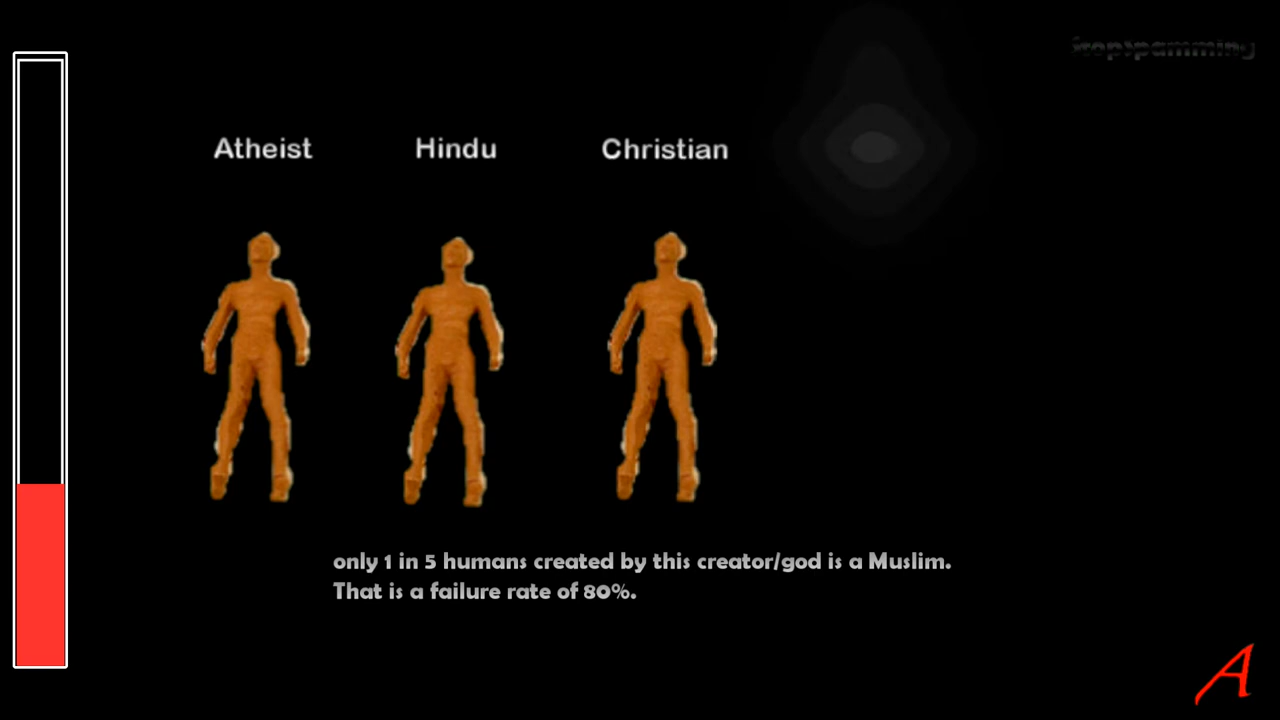 stopspamming
Atheist Hindu Christian
only 1 in 5 humans created by this creator/god is a Muslim.
That is a failure rate of 80%.
A